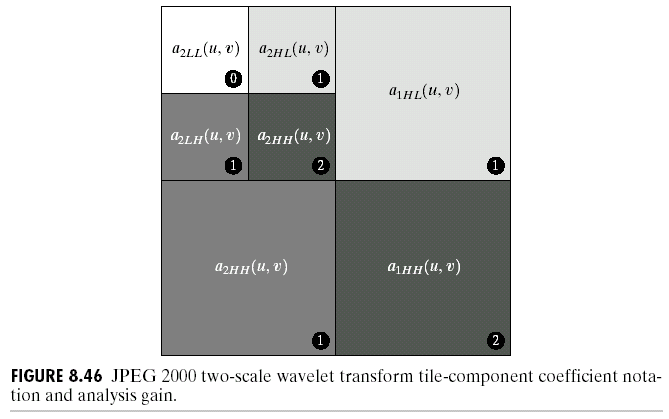 a2LL(u, v) a2HL(u, v)
0 1
a1HL(u, v)
a2LH(u, v) a2HH(u, v)
1 2 1
a2HH(u, v) a1HH(u, v)
1 2
FIGURE 8.46 JPEG 2000 two-scale wavelet transform tile-component coefficient nota-
tion and analysis gain.